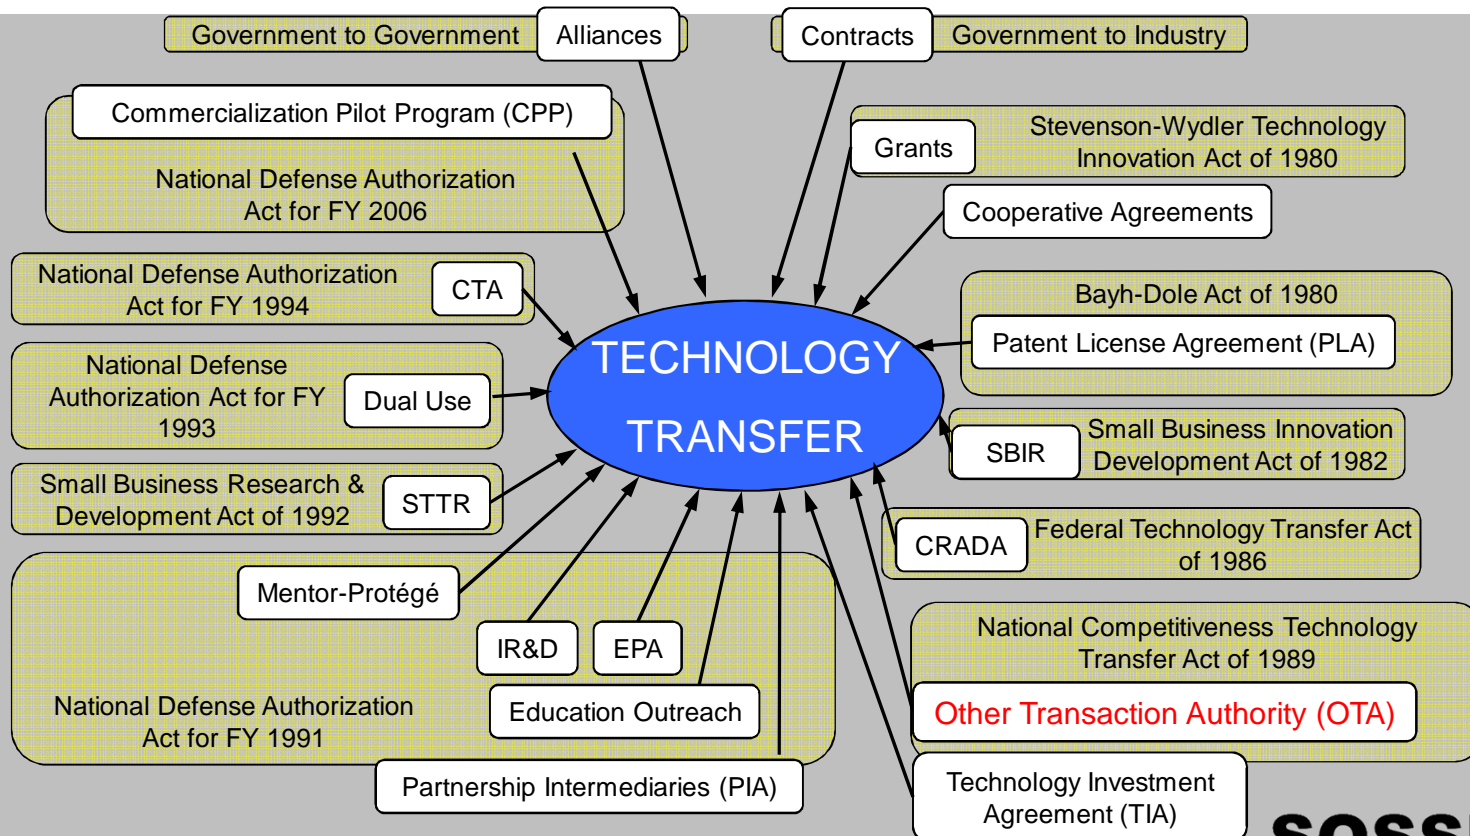 Government to Government
Alliances
Contracts
Government to Industry
Commercialization Pilot Program (CPP)
National Defense Authorization
Act for FY 2006
Grants
Stevenson-Wydler Technology
Innovation Act of 1980
Cooperative Agreements
National Defense Authorization
Act for FY 1994
CTA
Bayh-Dole Act of 1980
Patent License Agreement (PLA)
TECHNOLOGY
TRANSFER
National Defense
Authorization Act for FY
1993
Dual Use
SBIR
Small Business Innovation
Development Act of 1982
Small Business Research &
Development Act of 1992
STTR
CRADA
Federal Technology Transfer Act
of 1986
Mentor-Protégé
IR&D
EPA
Education Outreach
National Defense Authorization
Act for FY 1991
Partnership Intermediaries (PIA)
National Competitiveness Technology
Transfer Act of 1989
Other Transaction Authority (OTA)
Technology Investment
Agreement (TIA)